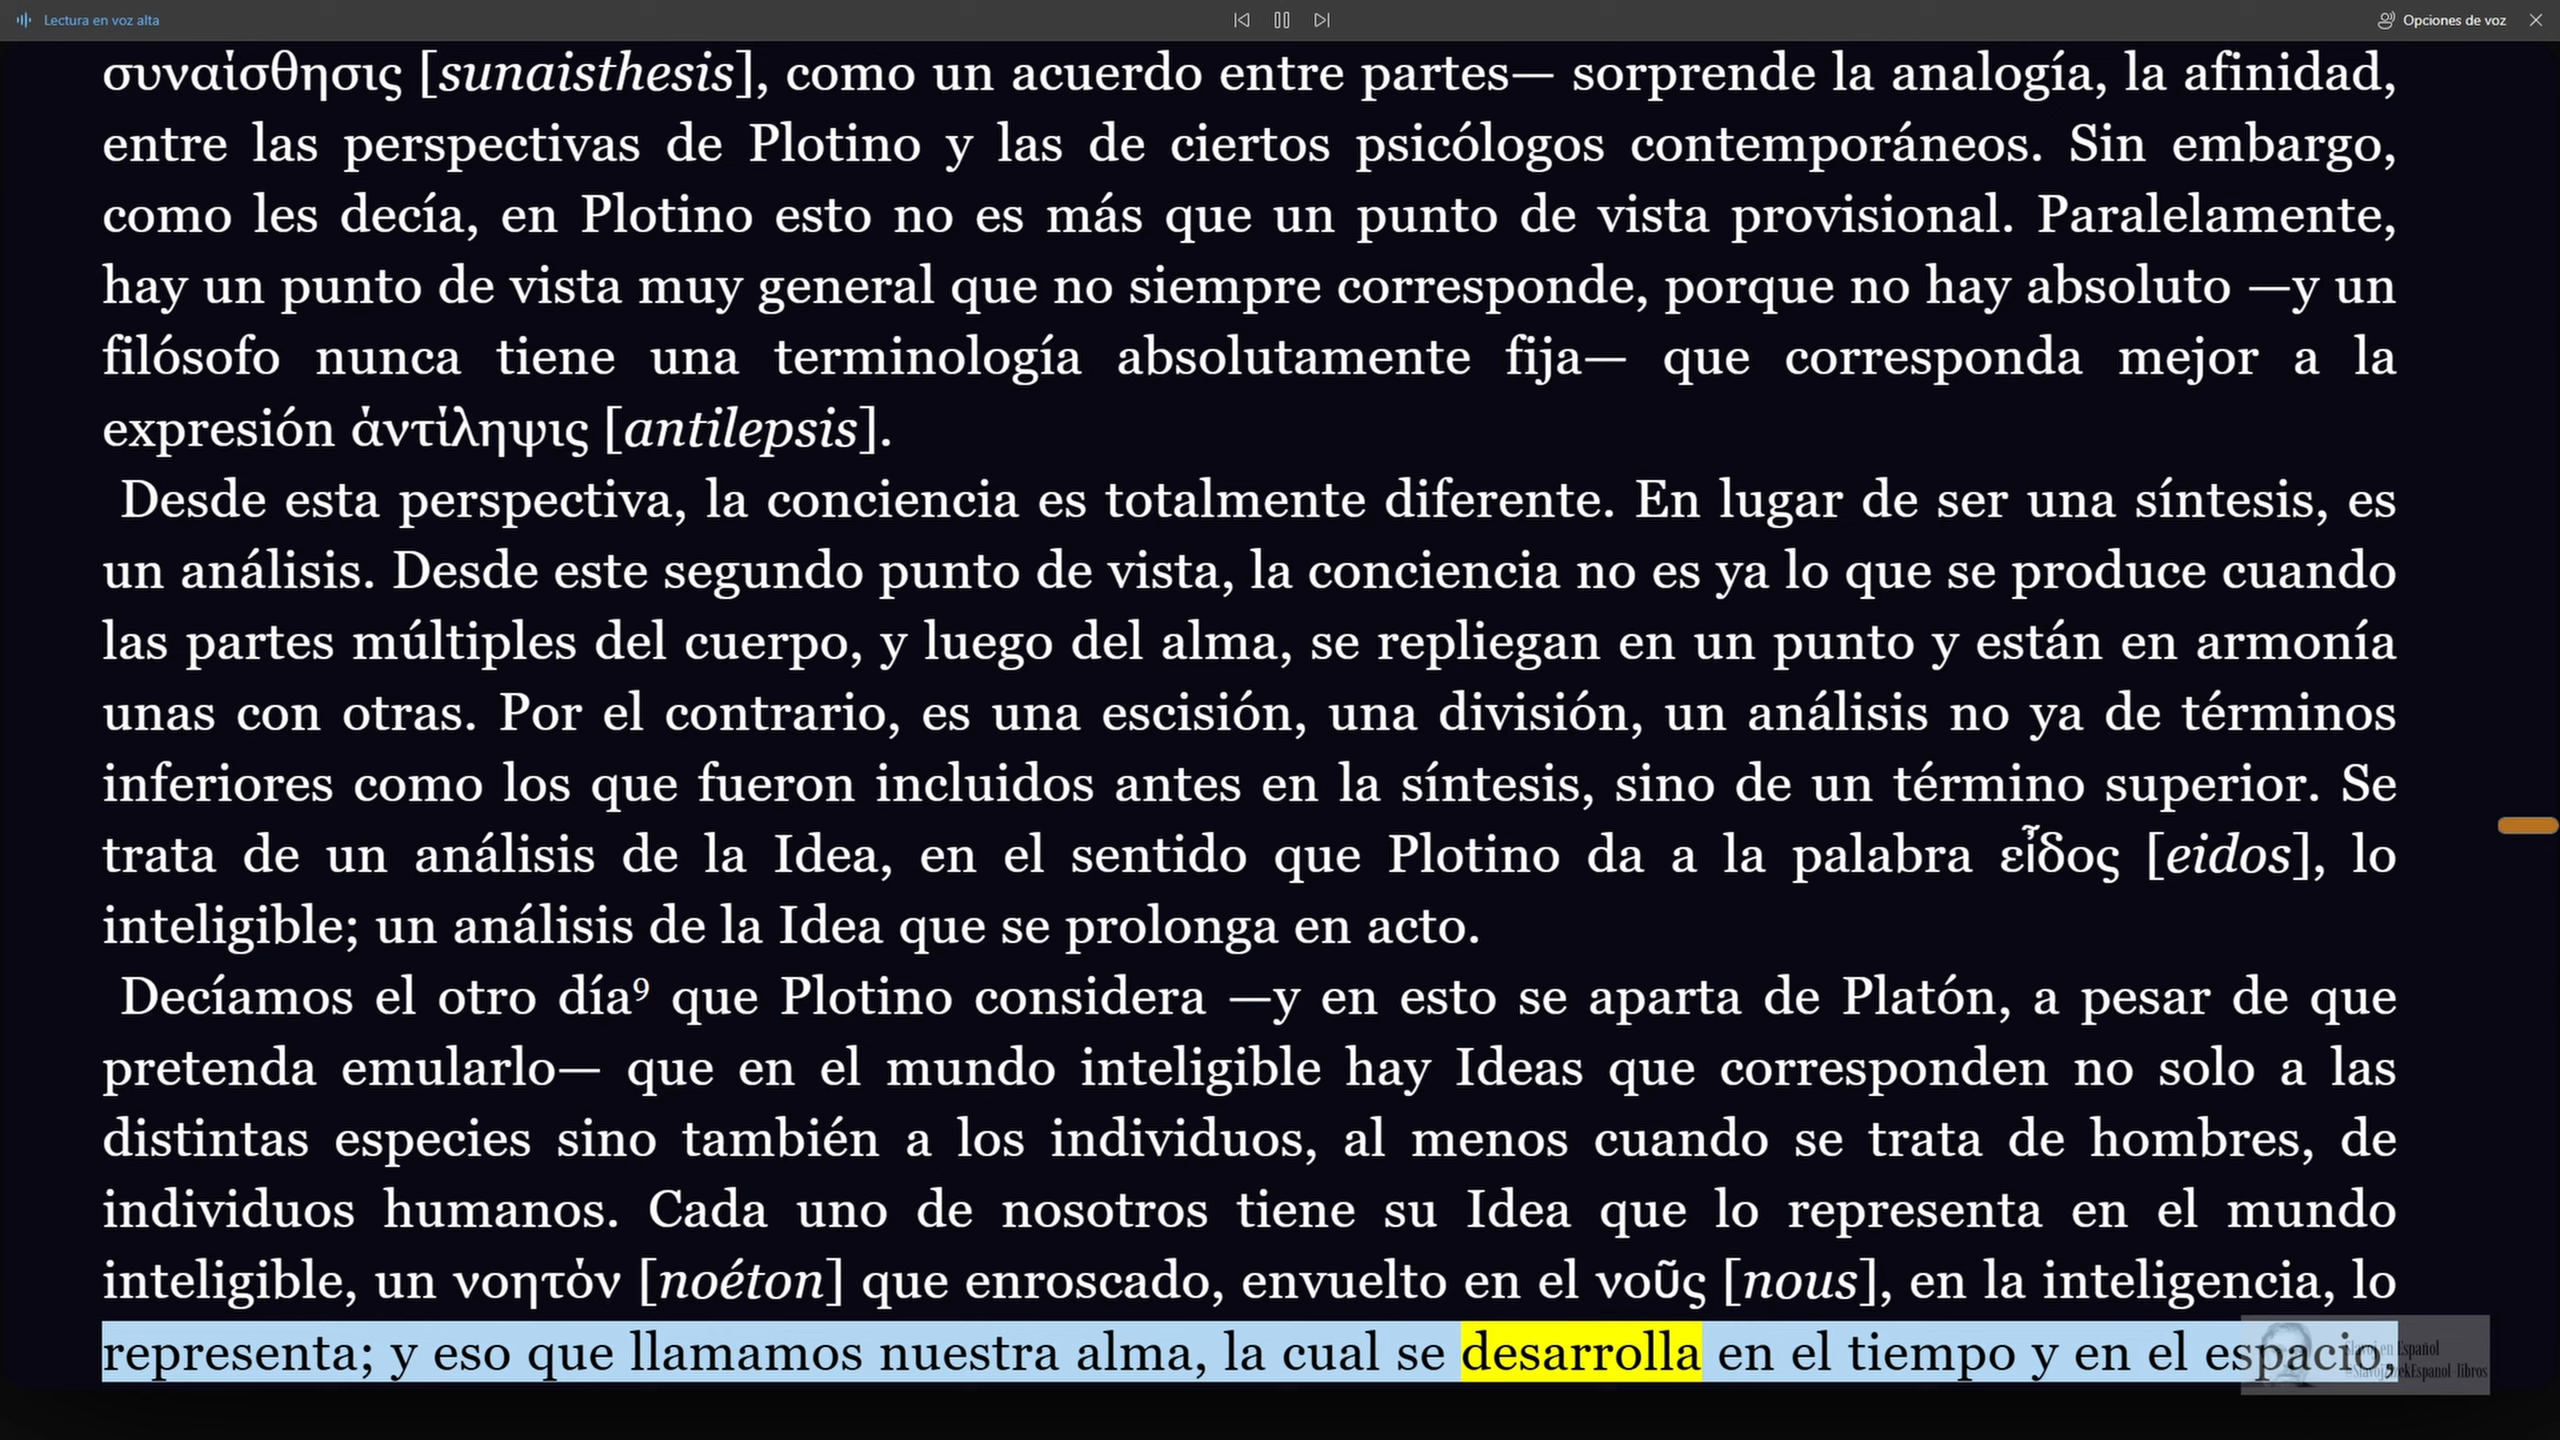 Lectura en voz alta
Opciones de voz
συναἱσθησις [sunaisthesis], como un acuerdo entre partes— sorprende la analogía, la afinidad,
entre las perspectivas de Plotino y las de ciertos psicólogos contemporáneos. Sin embargo,
como les decía, en Plotino esto no es más que un punto de vista provisional. Paralelamente,
hay un punto de vista muy general que no siempre corresponde, porque no hay absoluto —y un
filósofo nunca tiene una terminología absolutamente fija— que corresponda mejor a la
expresión ἀντἱληψις [antilepsis].
Desde esta perspectiva, la conciencia es totalmente diferente. En lugar de ser una síntesis, es
un análisis. Desde este segundo punto de vista, la conciencia no es ya lo que se produce cuando
las partes múltiples del cuerpo, y luego del alma, se repliegan en un punto y están en armonía
unas con otras. Por el contrario, es una escisión, una división, un análisis no ya de términos
inferiores como los que fueron incluidos antes en la síntesis, sino de un término superior. Se
trata de un análisis de la Idea, en el sentido que Plotino da a la palabra εἶδος [eidos], lo
inteligible; un análisis de la Idea que se prolonga en acto.
Decíamos el otro día⁹ que Plotino considera —y en esto se aparta de Platón, a pesar de que
pretenda emularlo— que en el mundo inteligible hay Ideas que corresponden no solo a las
distintas especies sino también a los individuos, al menos cuando se trata de hombres, de
individuos humanos. Cada uno de nosotros tiene su Idea que lo representa en el mundo
inteligible, un νοητὁν [noéton] que enroscado, envuelto en el νοῦς [nous], en la inteligencia, lo
representa; y eso que llamamos nuestra alma, la cual se desarrolla en el tiempo y en el espacio,
en Español